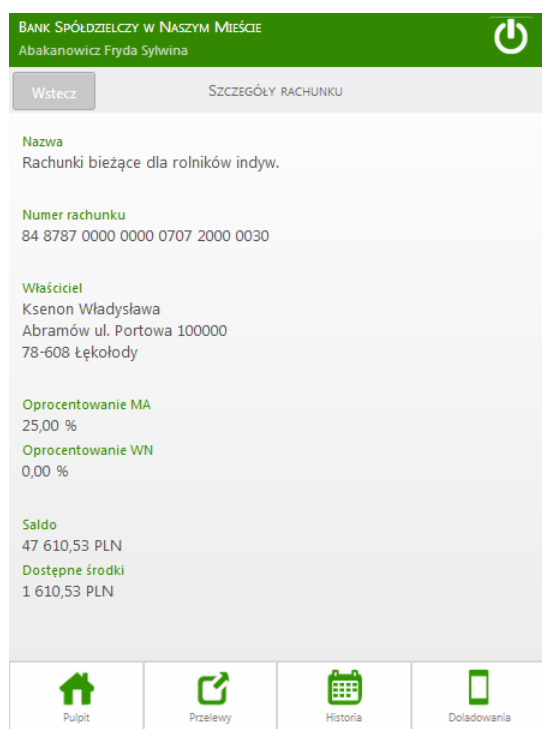 Bank Spółdzielczy w Naszym Mieście
Abakanowicz Fryda Sylwina
Wstecz
Szczegóły rachunku
Nazwa
Rachunki bieżące dla rolników indyw.
Numer rachunku
84 8787 0000 0000 0707 2000 0030
Właściciel
Ksenon Władysława
Abramów ul. Portowa 100000
78-608 Łękołody
Oprocentowanie MA
25,00 %
Oprocentowanie WN
0,00 %
Saldo
47 610,53 PLN
Dostępne środki
1 610,53 PLN
Pulpit
Przelewy
Historia
Doladowania